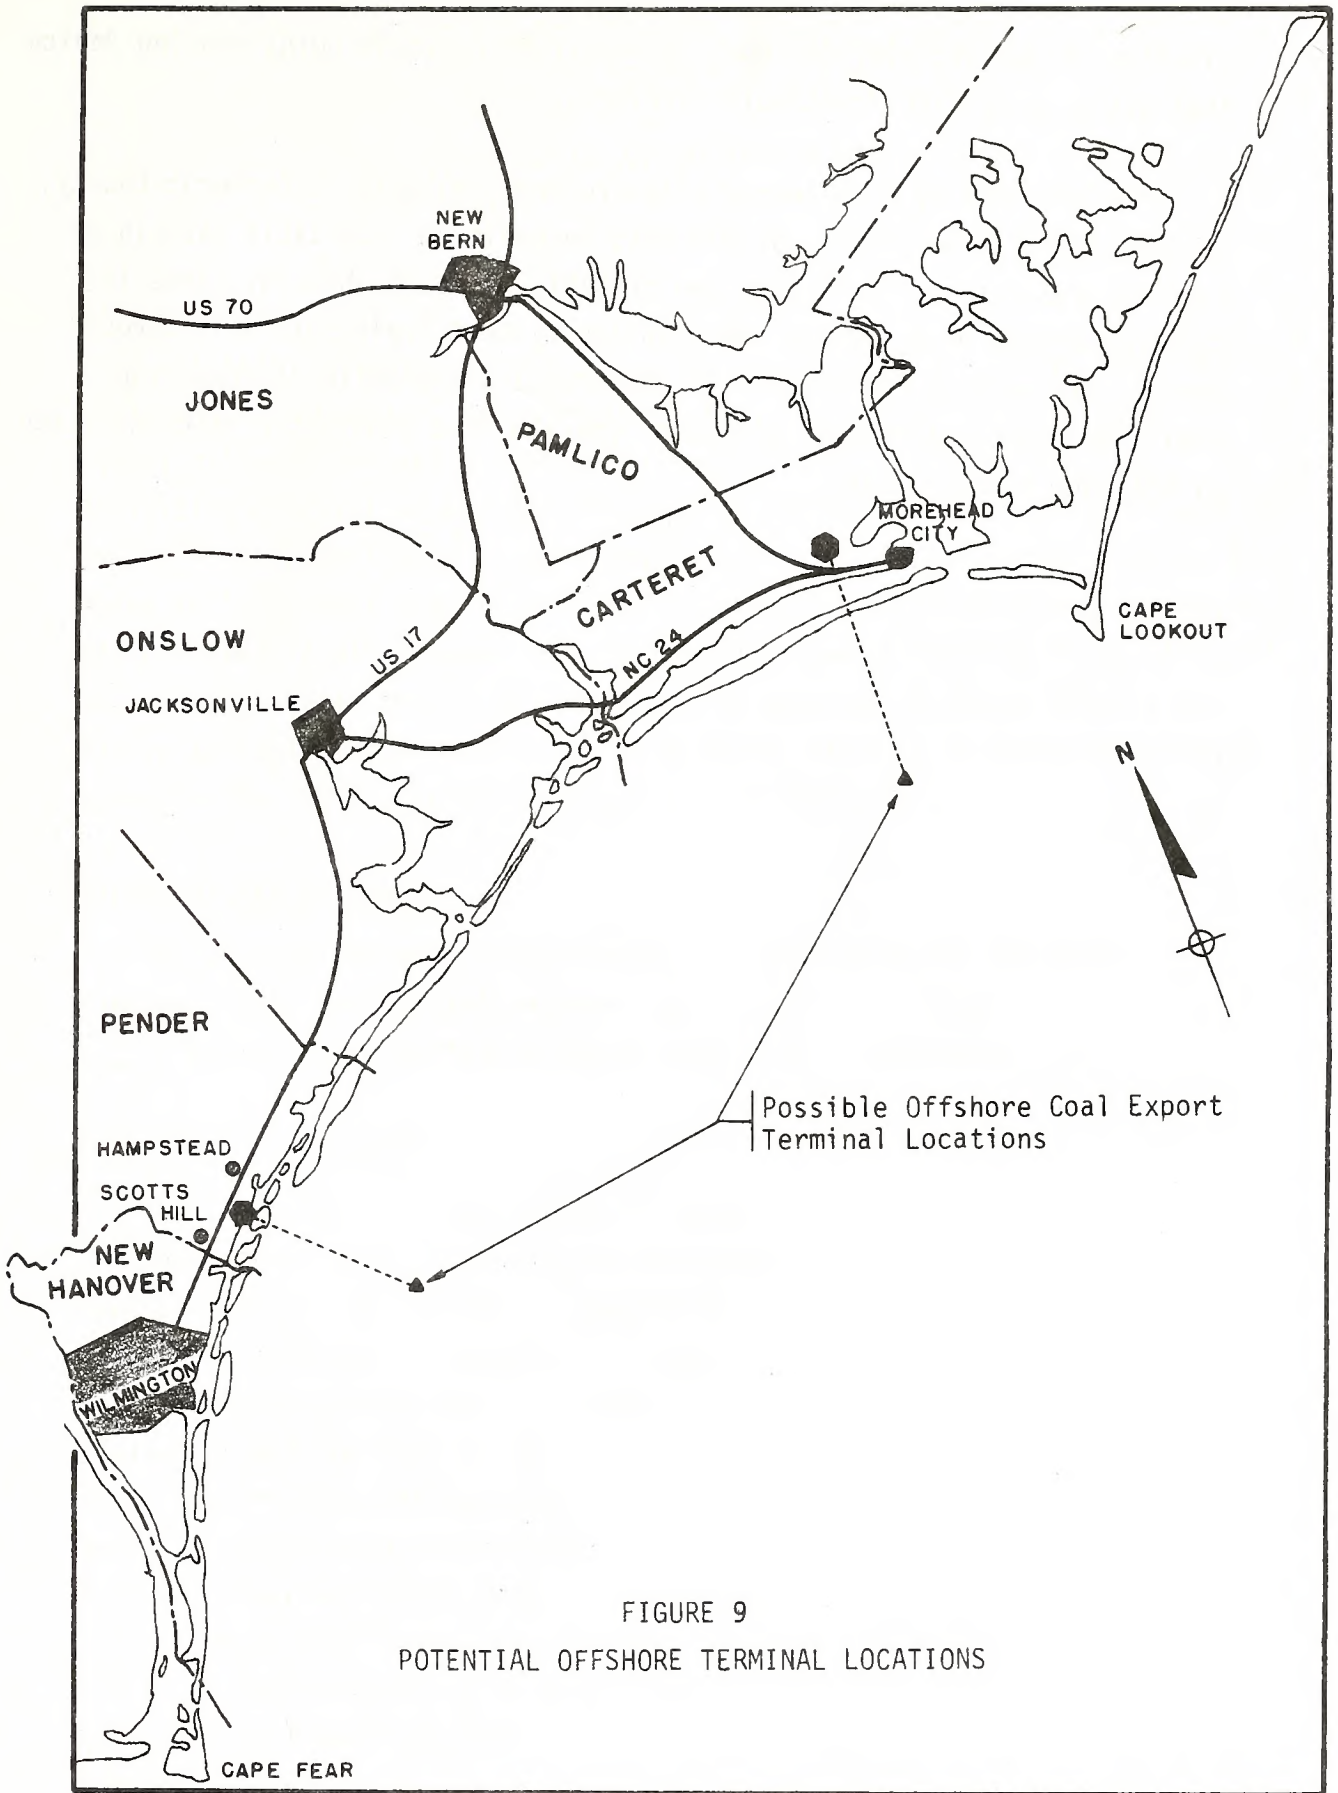 NEW
BERN
US 70
JONES
PAMLICO
MOREHEAD
CITY
CARTERET
CAPE
LOOKOUT
ONSLOW
US 17
NC 24
JACKSONVILLE
N
PENDER
Possible Offshore Coal Export
Terminal Locations
HAMPSTEAD
SCOTTS
HILL
NEW
HANOVER
WILMINGTON
FIGURE 9
POTENTIAL OFFSHORE TERMINAL LOCATIONS
CAPE FEAR